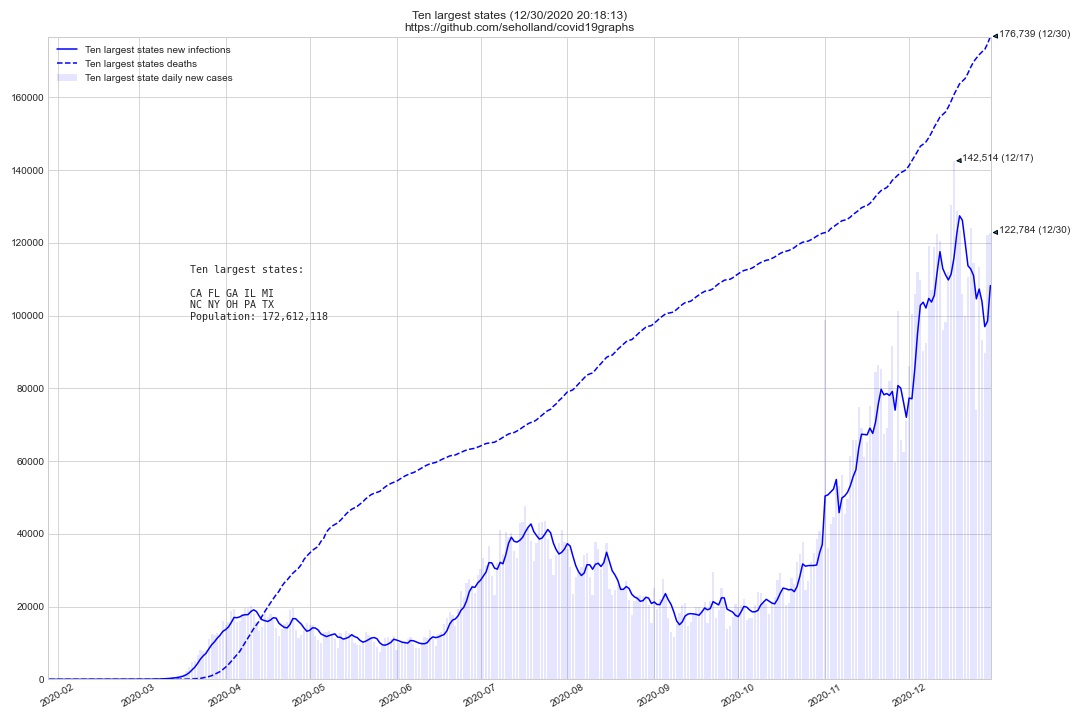 Ten largest states (12/30/2020 20:18:13)
https://github.com/seholland/covid19graphs
Ten largest states new infections
Ten largest states deaths
Ten largest state daily new cases
176,739 (12/30)
142,514 (12/17)
122,784 (12/30)
Ten largest states:
CA FL GA IL MI
NC NY OH PA TX
Population: 172,612,118
160000
140000
120000
100000
80000
60000
40000
20000
0
2020-02
2020-03
2020-04
2020-05
2020-06
2020-07
2020-08
2020-09
2020-10
2020-11
2020-12